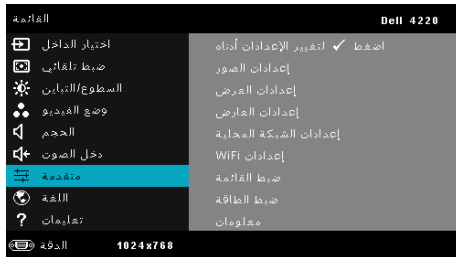 القائمة
Dell 4220
اختيار الداخل
ضبط تلقائي
السطوع/التباين
وضع الفيديو
الحجم
دخل الصوت
متقدمة
اللغة
تعليمات
اضغط ✓ لتغيير الإعدادات أدناه
إعدادات الصور
إعدادات العرض
إعدادات العارض
إعدادات الشبكة المحلية
إعدادات WiFi
ضبط القائمة
ضبط الطاقة
معلومات
الدقة 1024x768